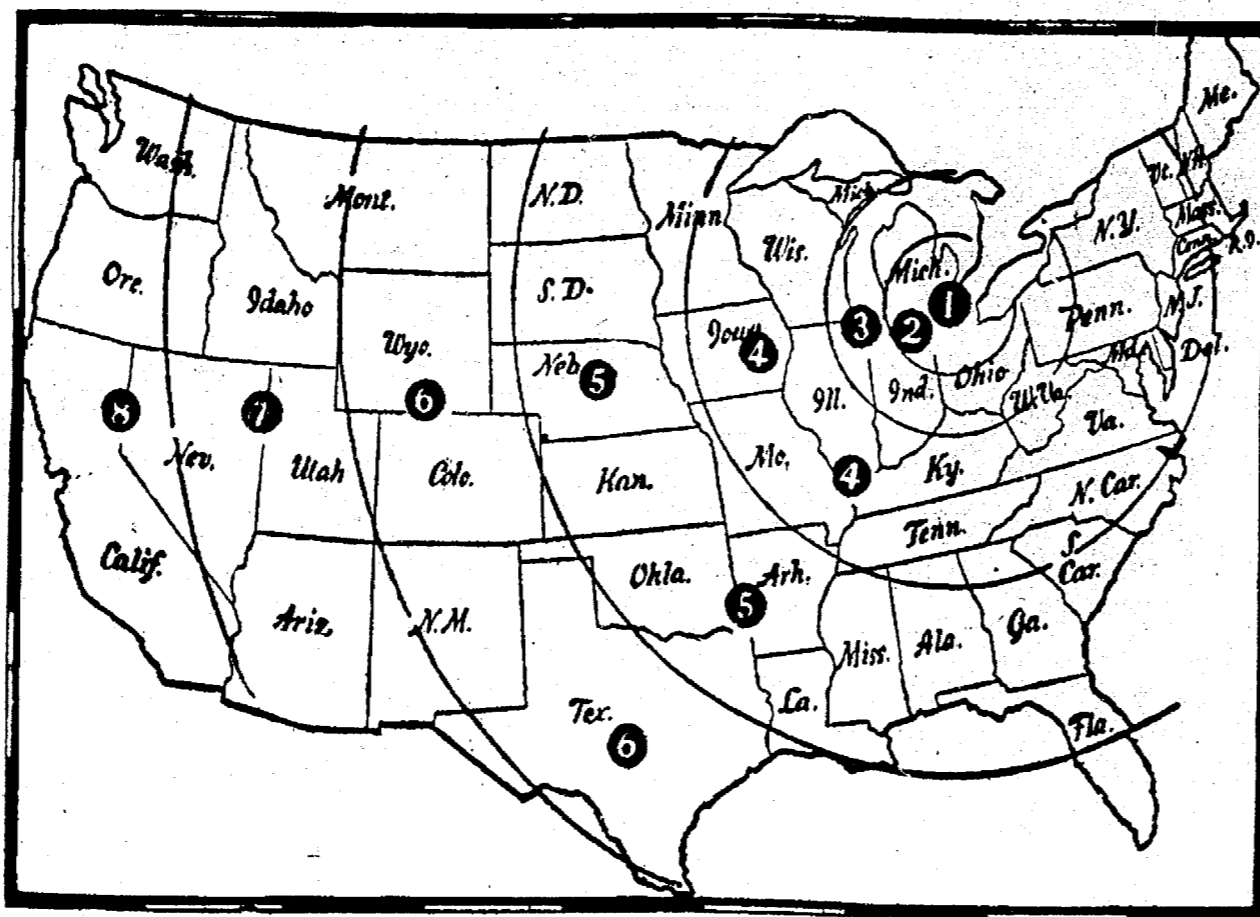 Me.
Wash.
Mont.
N.D.
Minn
Mich.
Vt.
N.H.
Mass.
Conn.
R.I.
N.Y.
Wis.
Mich.
Ore.
Idaho
S.D.
1
Penn.
N.J.
3
2
Iowa
4
Wyo.
Neb.
5
Ohio
Md.
Del.
6
Ill.
Ind.
W.Va.
Va.
8
7
Nev.
Utah
Colo.
Kan.
Mo.
4
Ky.
N. Car.
Tenn.
S.
Car.
Calif.
Okla.
Ark.
5
Ariz.
N.M.
Miss.
Ala.
Ga.
La.
Tex.
6
Fla.